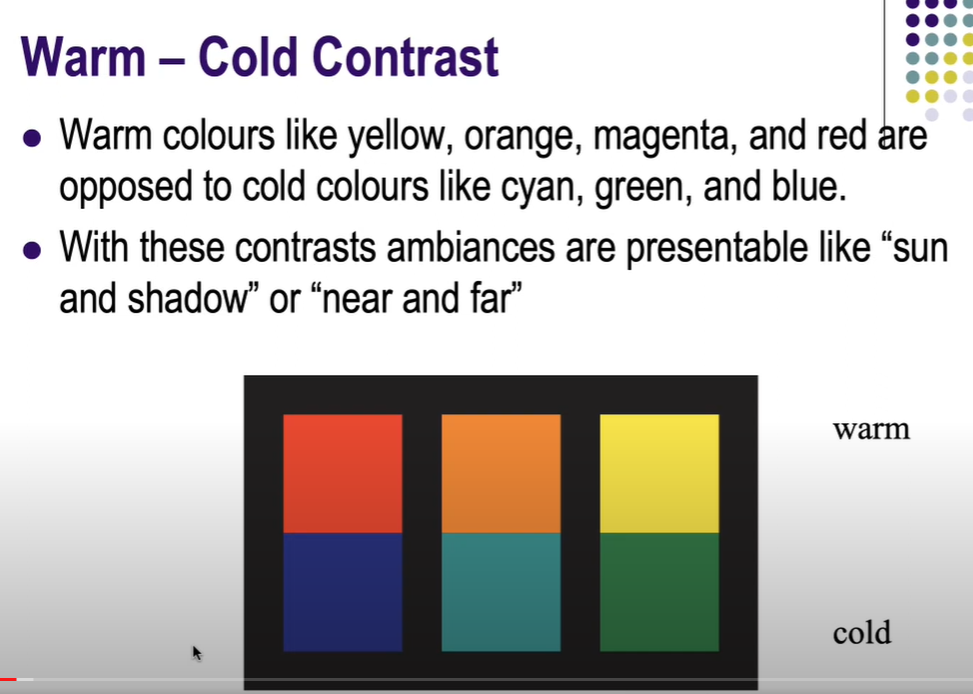 Warm – Cold Contrast
Warm colours like yellow, orange, magenta, and red are
opposed to cold colours like cyan, green, and blue.
With these contrasts ambiances are presentable like “sun
and shadow” or “near and far”
warm
cold